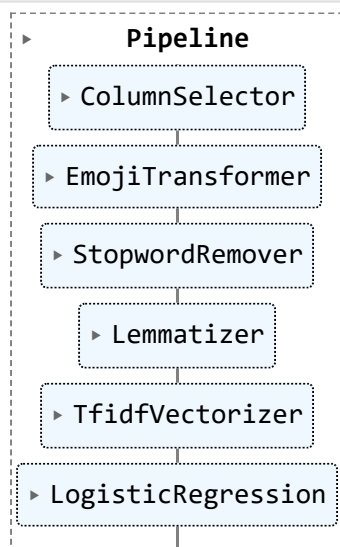 Pipeline
ColumnSelector
EmojiTransformer
StopwordRemover
Lemmatizer
TfidfVectorizer
LogisticRegression